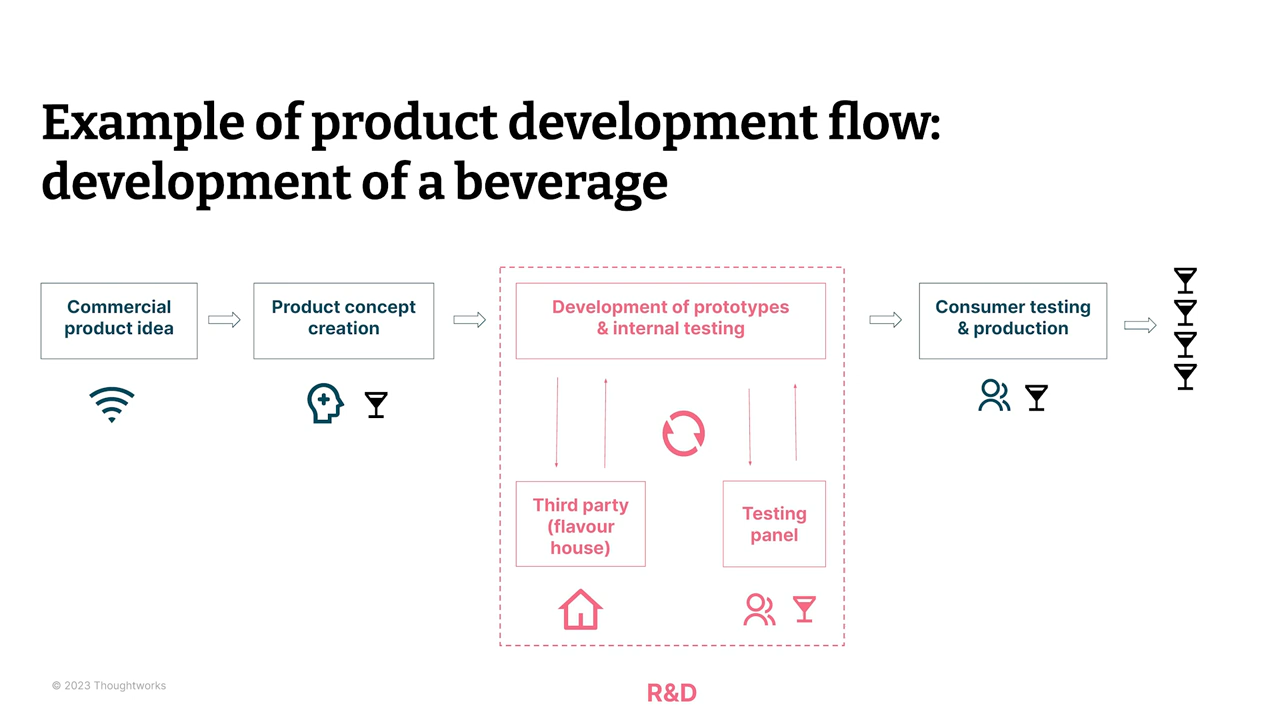 Example of product development flow:
development of a beverage
Commercial
product idea
Product concept
creation
Development of prototypes
& internal testing
Consumer testing
& production
Third party
(flavour
house)
Testing
panel
© 2023 Thoughtworks
R&D